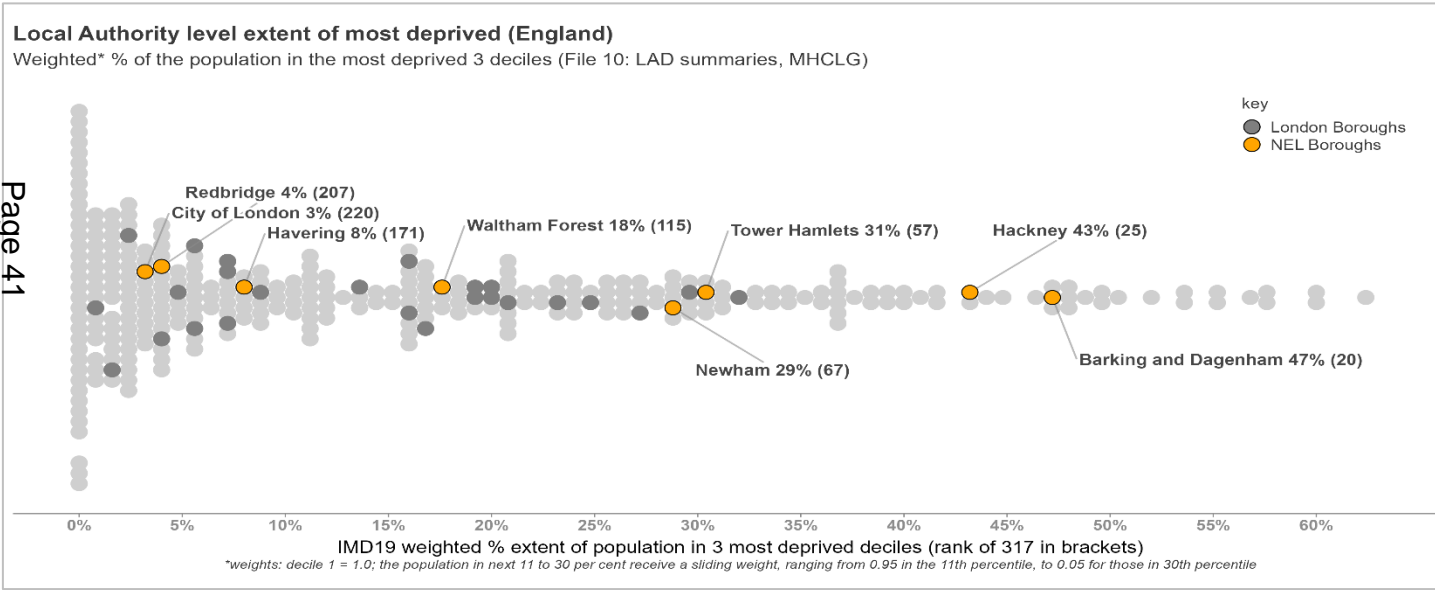 Local Authority level extent of most deprived (England)
Weighted* % of the population in the most deprived 3 deciles (File 10: LAD summaries, MHCLG)
key
London Boroughs
NEL Boroughs
Page 41
Redbridge 4% (207)
City of London 3% (220)
Havering 8% (171)
Waltham Forest 18% (115)
Tower Hamlets 31% (57)
Hackney 43% (25)
Newham 29% (67)
Barking and Dagenham 47% (20)
0% 5% 10% 15% 20% 25% 30% 35% 40% 45% 50% 55% 60%
IMD19 weighted % extent of population in 3 most deprived deciles (rank of 317 in brackets)
*weights: decile 1 = 1.0; the population in next 11 to 30 per cent receive a sliding weight, ranging from 0.95 in the 11th percentile, to 0.05 for those in 30th percentile